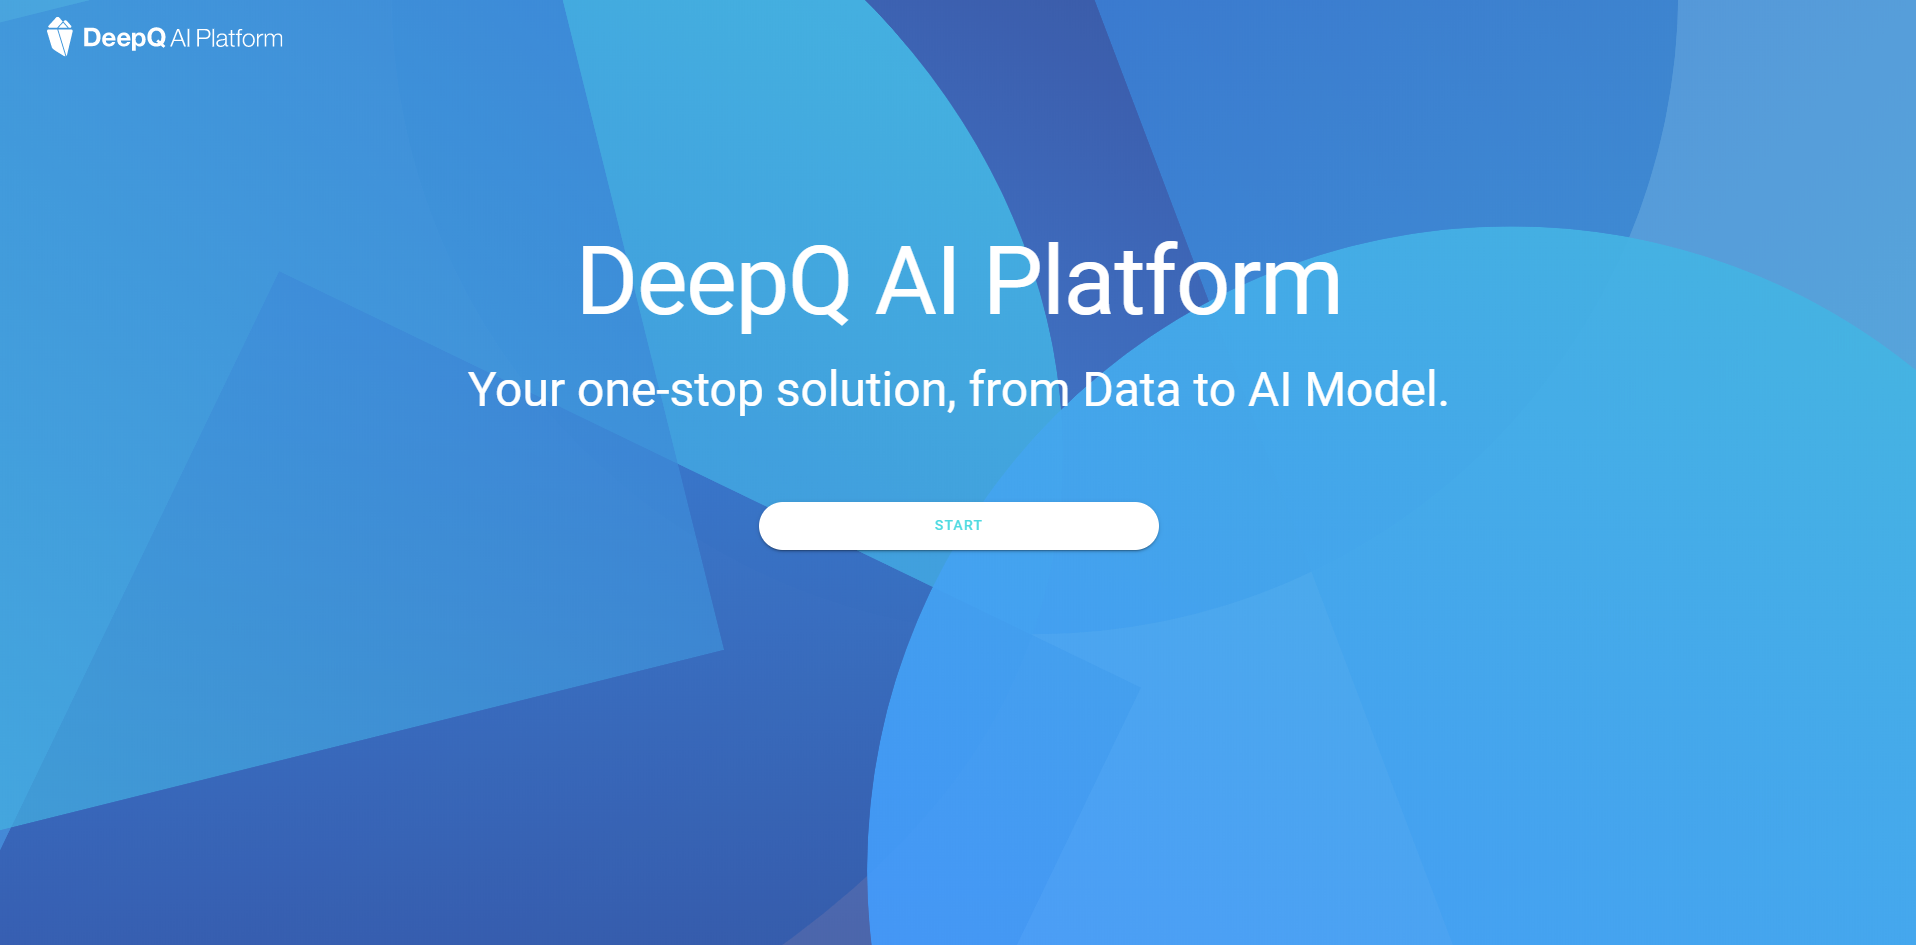 DeepQ AI Platform
DeepQ AI Platform
Your one-stop solution, from Data to AI Model.
START